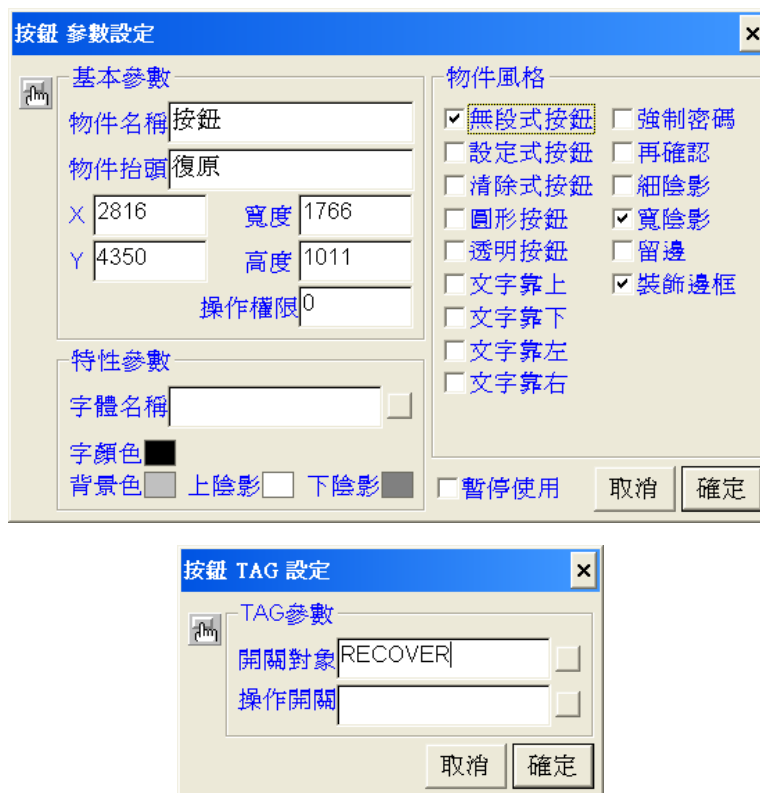 按鈕 參數設定
基本參數
物件名稱 按鈕
物件抬頭 復原
X 2816 寬度 1766
Y 4350 高度 1011
操作權限 0
特性參數
字體名稱
字顏色
背景色 上陰影 下陰影
物件風格
無段式按鈕 強制密碼
設定式按鈕 再確認
清除式按鈕 細陰影
圓形按鈕 寬陰影
透明按鈕 留邊
文字靠上 裝飾邊框
文字靠下
文字靠左
文字靠右
暫停使用 取消 確定
按鈕 TAG 設定
TAG參數
開關對象 RECOVER
操作開關
取消 確定